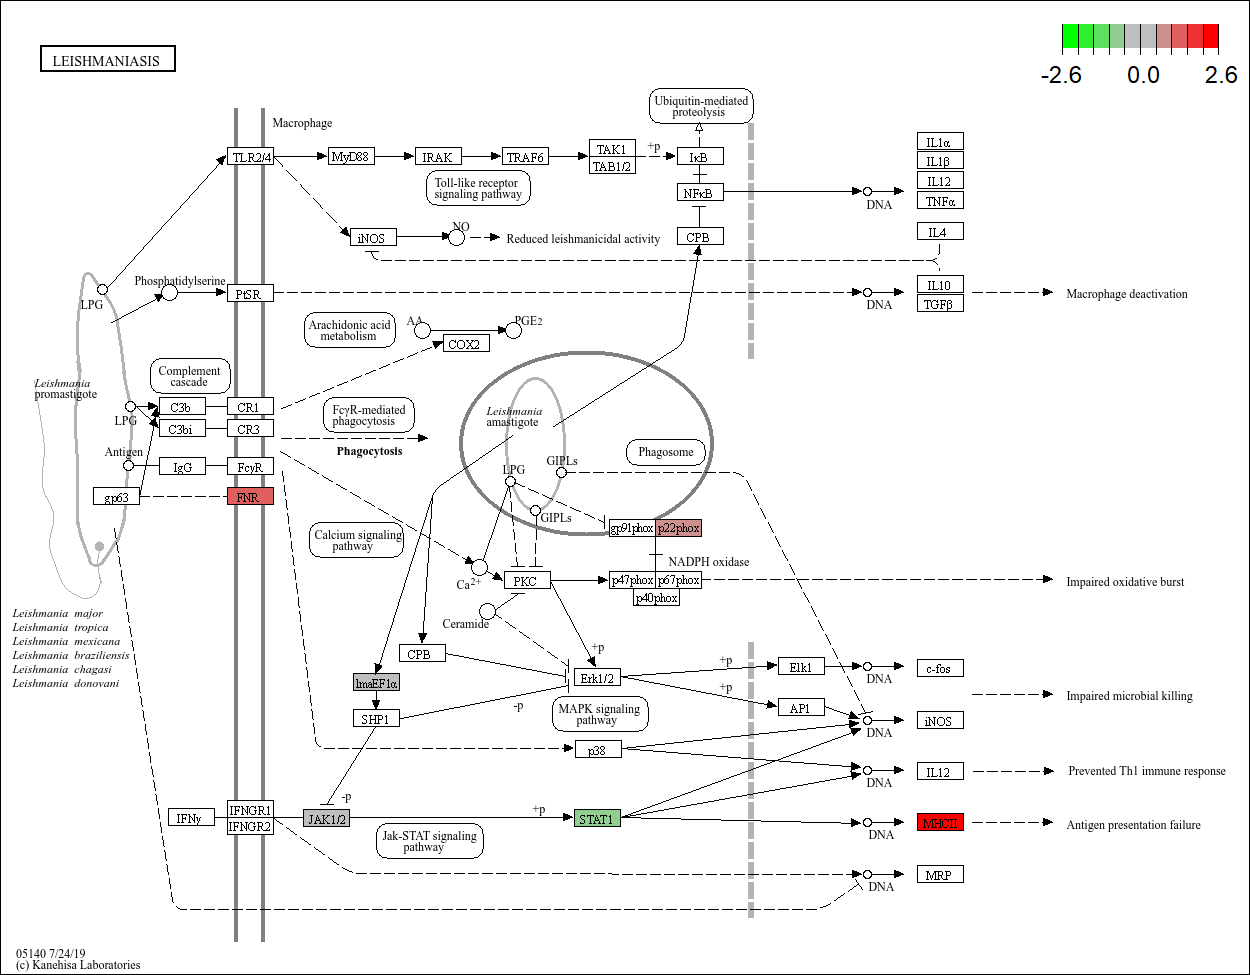 LEISHMANIASIS
-2.6 0.0 2.6
Macrophage
Ubiquitin-mediated
proteolysis
TLR2/4
MyD88
IRAK
TRAF6
TAK1
TAB1/2
+p
IκB
Toll-like receptor
signaling pathway
NFκB
DNA
IL1α
IL1β
IL12
TNFα
iNOS
NO
Reduced leishmanicidal activity
CPB
IL4
Phosphatidylserine
LPG
PtSR
DNA
IL10
TGFβ
Macrophage deactivation
Arachidonic acid
metabolism
AA
PGE2
COX2
Complement
cascade
Leishmania
promastigote
LPG
C3b
CR1
C3bi
CR3
FcγR-mediated
phagocytosis
Phagocytosis
Leishmania
amastigote
Phagosome
Antigen
IgG
FcγR
LPG
GIPLs
gp63
FNR
GIPLs
gp91phox
p22phox
Calcium signaling
pathway
NADPH oxidase
Ca2+
PKC
p47phox
p67phox
p40phox
Impaired oxidative burst
Ceramide
Leishmania major
Leishmania tropica
Leishmania mexicana
Leishmania braziliensis
Leishmania chagasi
Leishmania donovani
CPB
+p
lmaEF1α
Erk1/2
+p
Elk1
DNA
c-fos
+p
Impaired microbial killing
SHP1
-p
MAPK signaling
pathway
AP1
DNA
iNOS
p38
DNA
IL12
Prevented Th1 immune response
IFNγ
IFNGR1
IFNGR2
-p
JAK1/2
+p
STAT1
DNA
MHCII
Antigen presentation failure
Jak-STAT signaling
pathway
DNA
MRP
05140 7/24/19
(c) Kanehisa Laboratories